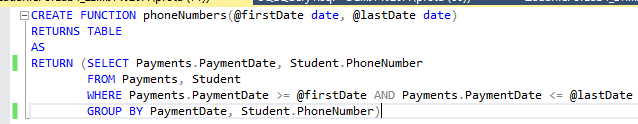 CREATE FUNCTION phoneNumbers(@firstDate date, @lastDate date)
RETURNS TABLE
AS
RETURN (SELECT Payments.PaymentDate, Student.PhoneNumber
FROM Payments, Student
WHERE Payments.PaymentDate >= @firstDate AND Payments.PaymentDate <= @lastDate
GROUP BY PaymentDate, Student.PhoneNumber)